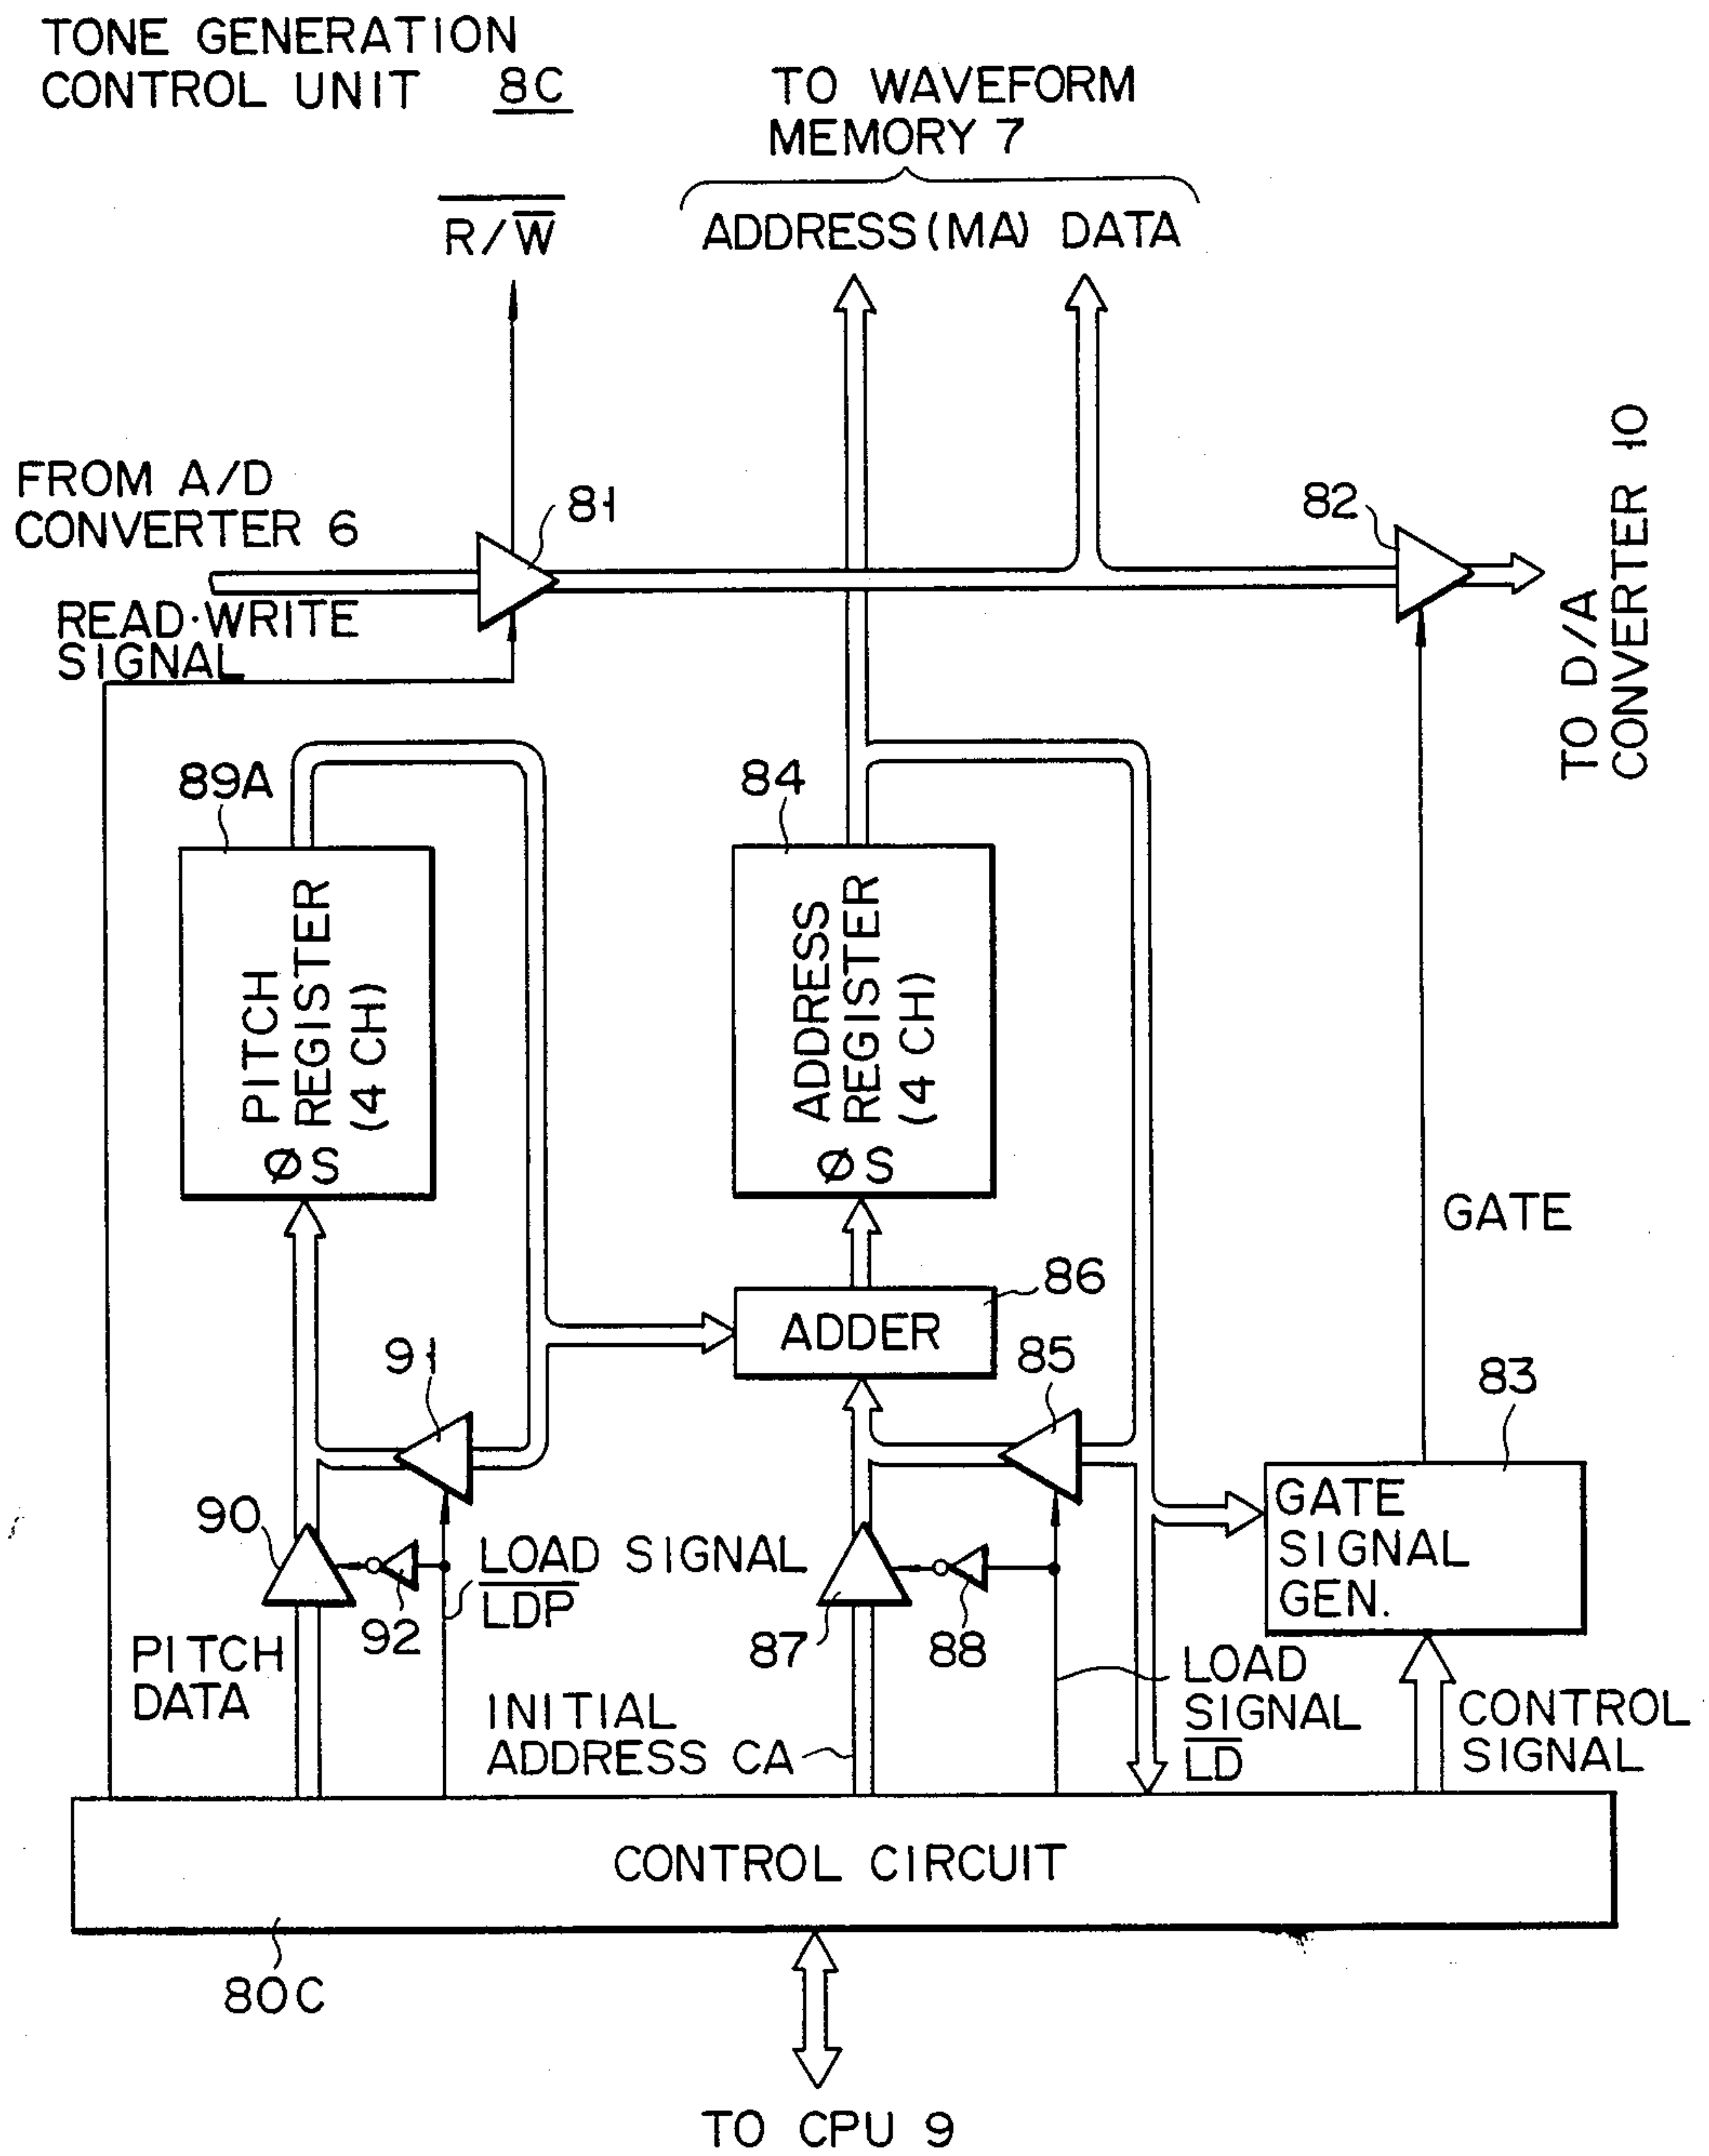 TONE GENERATION
CONTROL UNIT 8C
TO WAVEFORM
MEMORY 7
R/W
ADDRESS(MA) DATA
FROM A/D
CONVERTER 6
81
82
TO D/A
CONVERTER 10
READ·WRITE
SIGNAL
89A
84
PITCH
REGISTER
(4 CH)
ØS
ADDRESS
REGISTER
(4 CH)
ØS
GATE
86
ADDER
91
85
83
90
92
LOAD SIGNAL
LDP
87
88
GATE
SIGNAL
GEN.
PITCH
DATA
INITIAL
ADDRESS CA
LOAD
SIGNAL
LD
CONTROL
SIGNAL
CONTROL CIRCUIT
80C
TO CPU 9